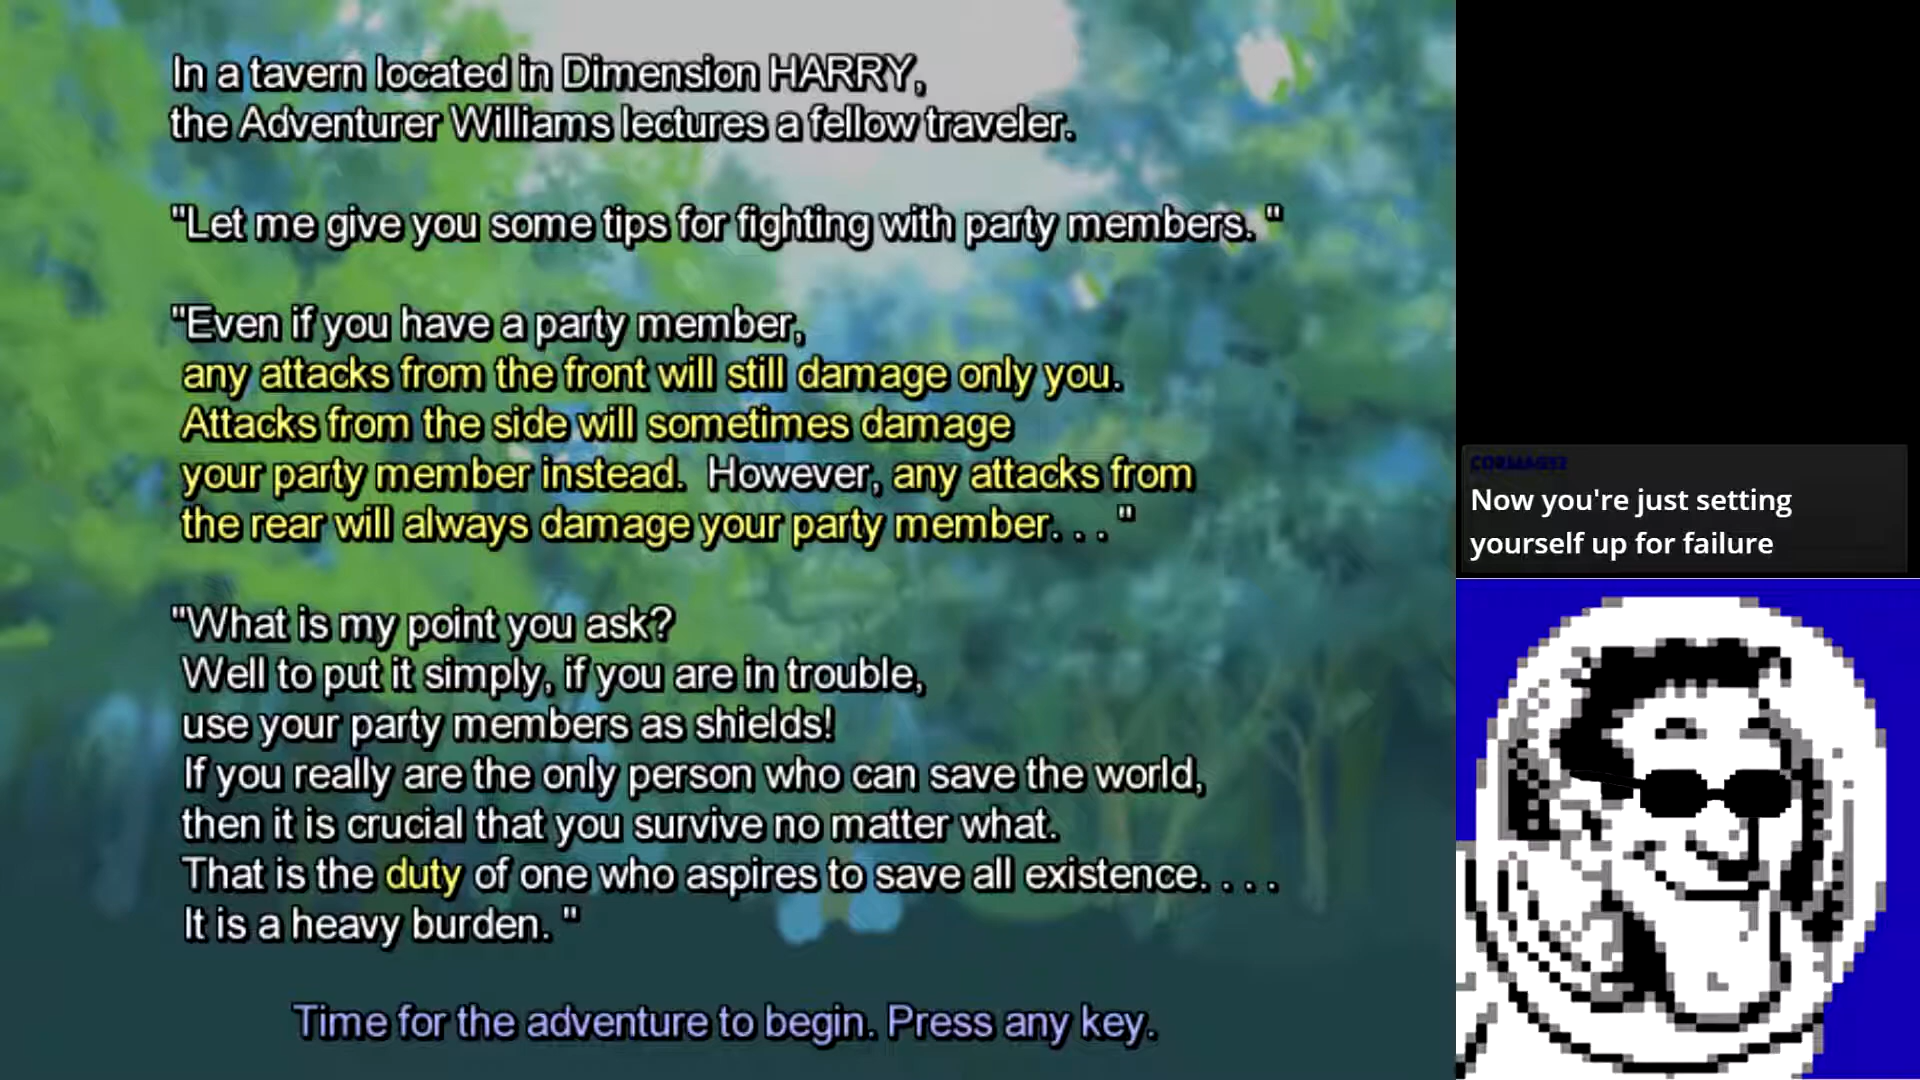 In a tavern located in Dimension HARRY,
the Adventurer Williams lectures a fellow traveler.
"Let me give you some tips for fighting with party members. "
"Even if you have a party member,
any attacks from the front will still damage only you.
Attacks from the side will sometimes damage
your party member instead. However, any attacks from
the rear will always damage your party member. . . "
"What is my point you ask?
Well to put it simply, if you are in trouble,
use your party members as shields!
If you really are the only person who can save the world,
then it is crucial that you survive no matter what.
That is the duty of one who aspires to save all existence. . . .
It is a heavy burden. "
Time for the adventure to begin. Press any key.
Now you're just setting
yourself up for failure